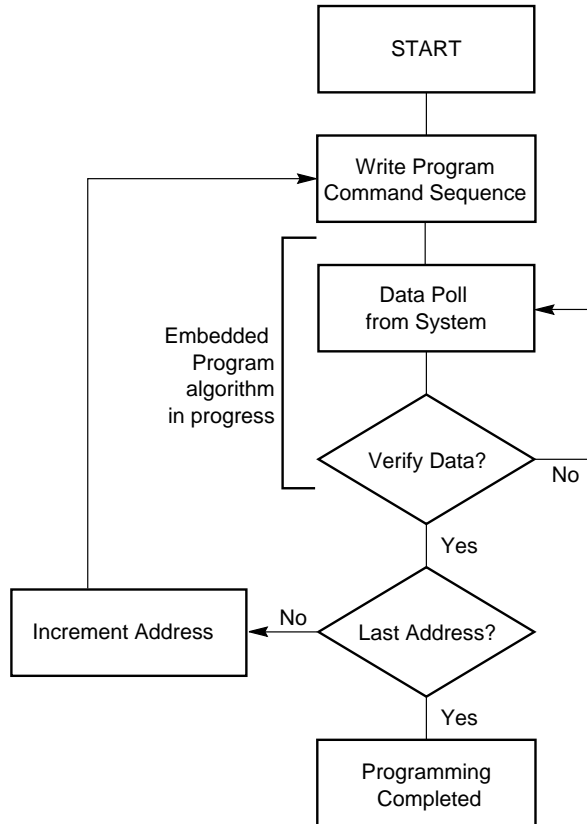 START
Write Program
Command Sequence
Data Poll
from System
Embedded
Program
algorithm
in progress
Verify Data?
No
Yes
Increment Address
No
Last Address?
Yes
Programming
Completed